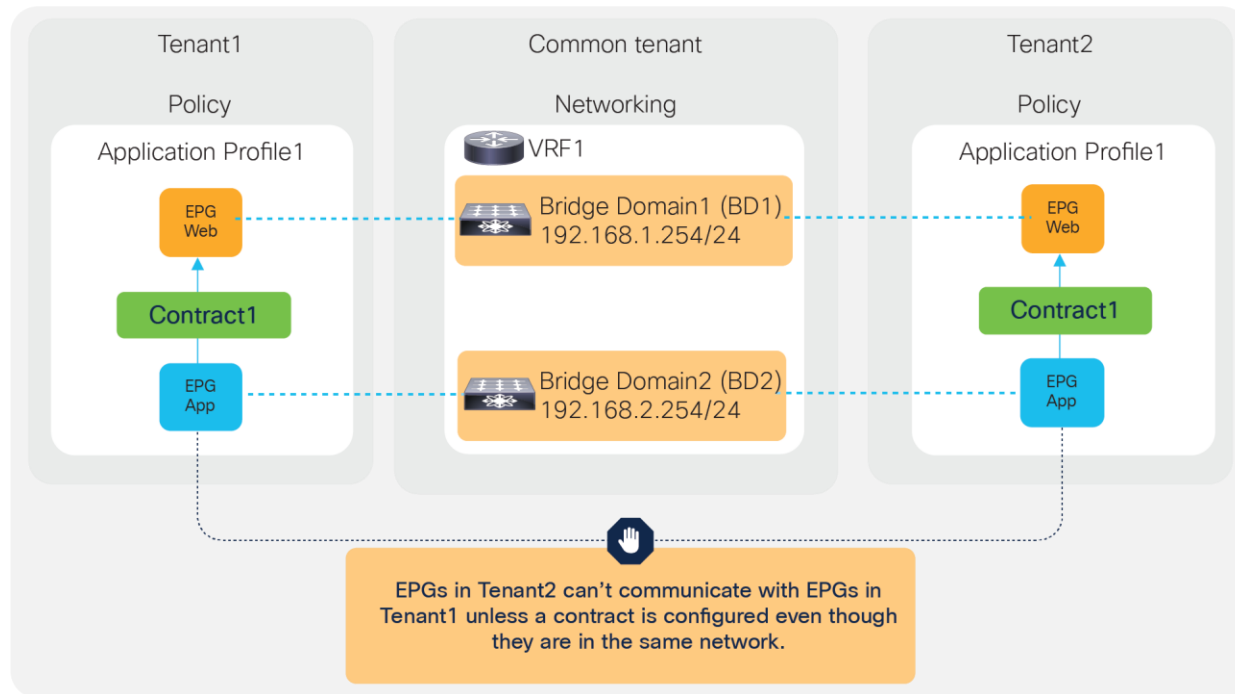 Tenant1
Policy
Application Profile1
EPG
Web
Contract1
EPG
App
Common tenant
Networking
VRF1
Bridge Domain1 (BD1)
192.168.1.254/24
Bridge Domain2 (BD2)
192.168.2.254/24
Tenant2
Policy
Application Profile1
EPG
Web
Contract1
EPG
App
EPGs in Tenant2 can't communicate with EPGs in
Tenant1 unless a contract is configured even though
they are in the same network.